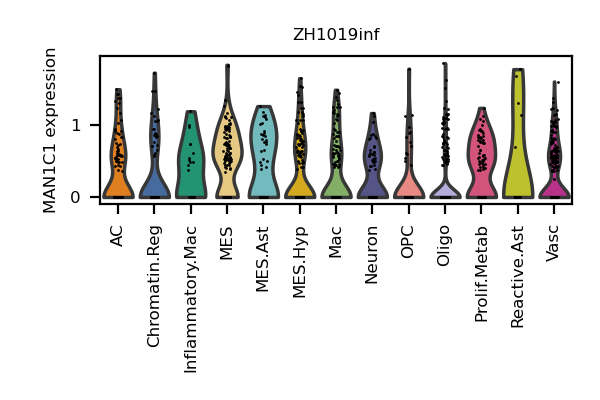 ZH1019inf
MAN1C1 expression
1
0
AC
Chromatin.Reg
Inflammatory.Mac
MES
MES.Ast
MES.Hyp
Mac
Neuron
OPC
Oligo
Prolif.Metab
Reactive.Ast
Vasc